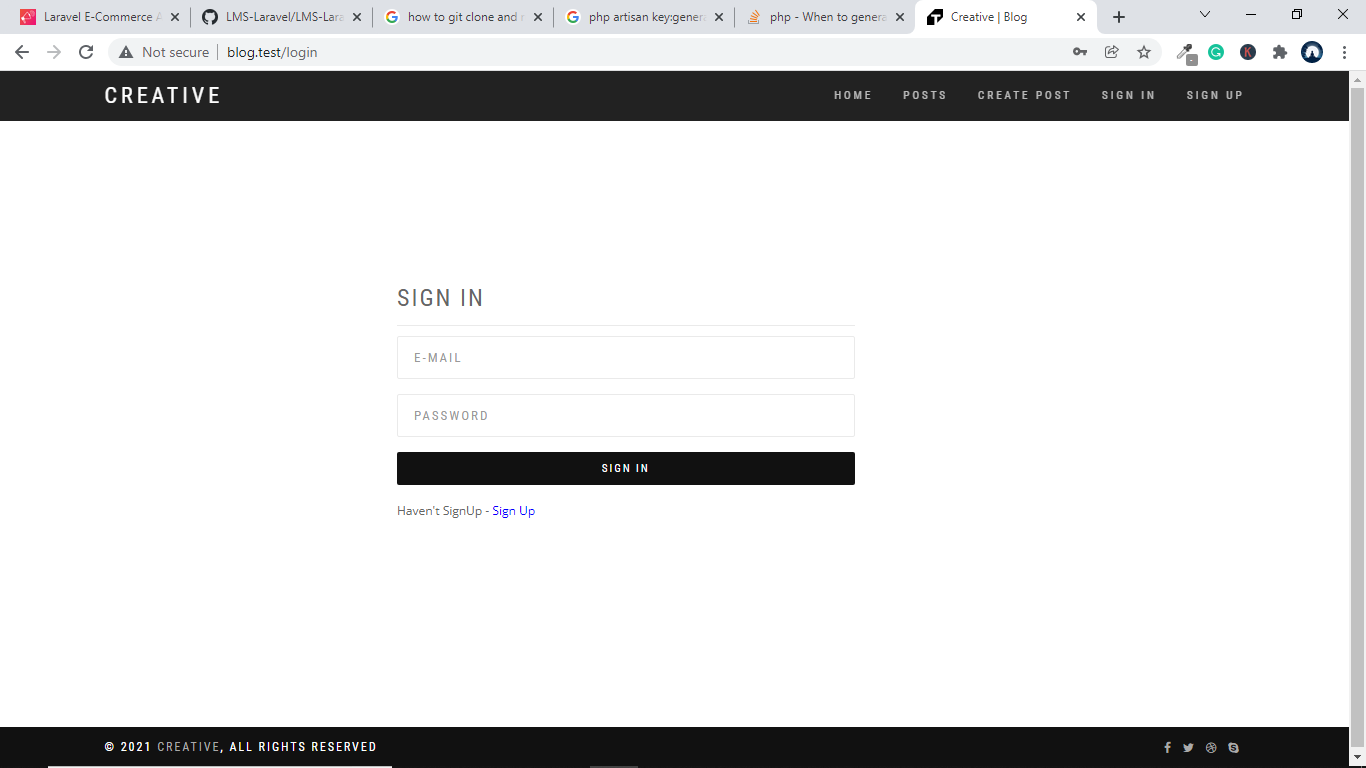 Laravel E-Commerce A
LMS-Laravel/LMS-Lara
how to git clone and r
php artisan key:genera
php - When to genera
Creative | Blog
Not secure
blog.test/login
CREATIVE
HOME
POSTS
CREATE POST
SIGN IN
SIGN UP
SIGN IN
E-MAIL
PASSWORD
SIGN IN
Haven't SignUp - Sign Up
© 2021 CREATIVE, ALL RIGHTS RESERVED